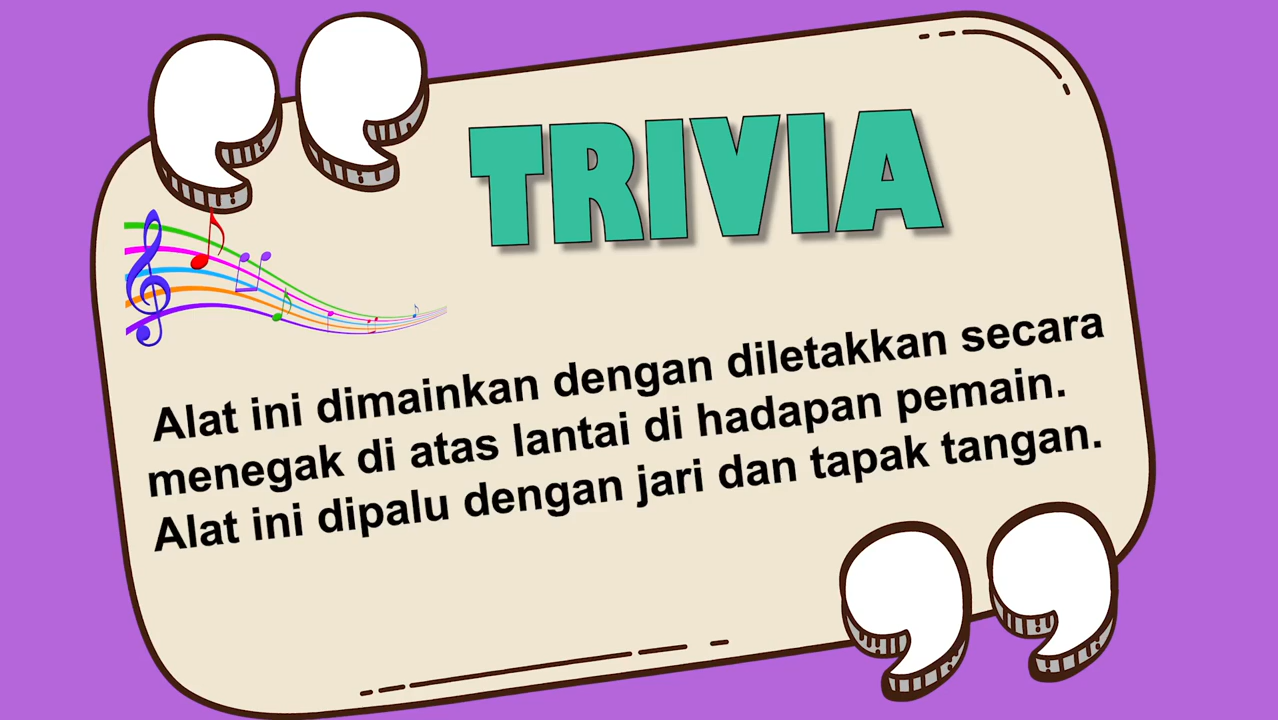 TRIVIA
Alat ini dimainkan dengan diletakkan secara
menegak di atas lantai di hadapan pemain.
Alat ini dipalu dengan jari dan tapak tangan.